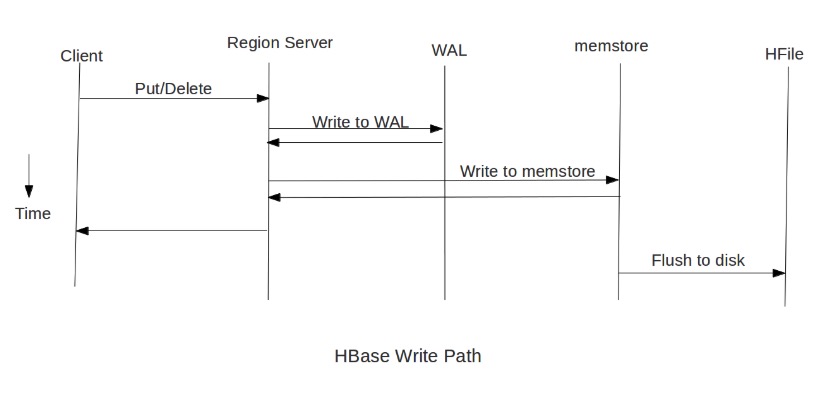 Client
Region Server
WAL
memstore
HFile
Put/Delete
Write to WAL
Write to memstore
Time
Flush to disk
HBase Write Path